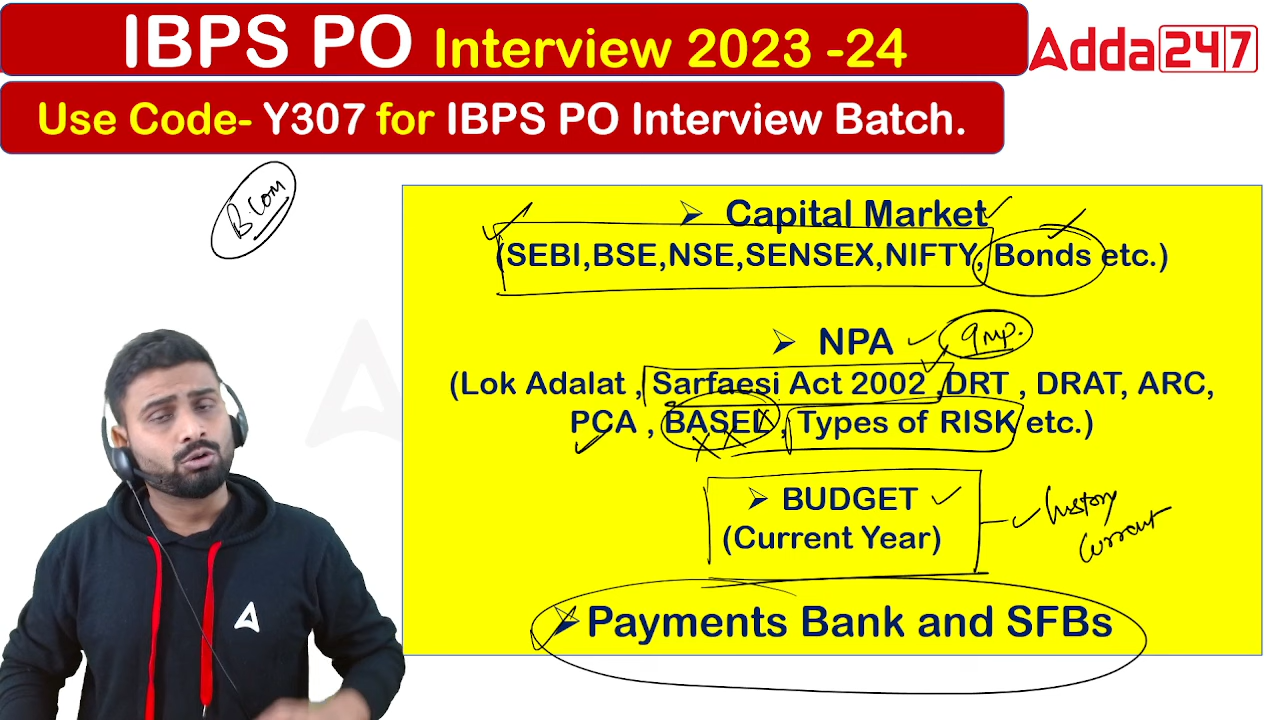 IBPS PO Interview 2023 -24
Adda247
Use Code- Y307 for IBPS PO Interview Batch.
B.Com
➢ Capital Market
(SEBI,BSE,NSE,SENSEX,NIFTY, Bonds etc.)
➢ NPA
Imp.
(Lok Adalat , Sarfaesi Act 2002 ,DRT , DRAT, ARC,
PCA , BASEL , Types of RISK etc.)
➢ BUDGET
(Current Year)
history
Current
➢ Payments Bank and SFBs